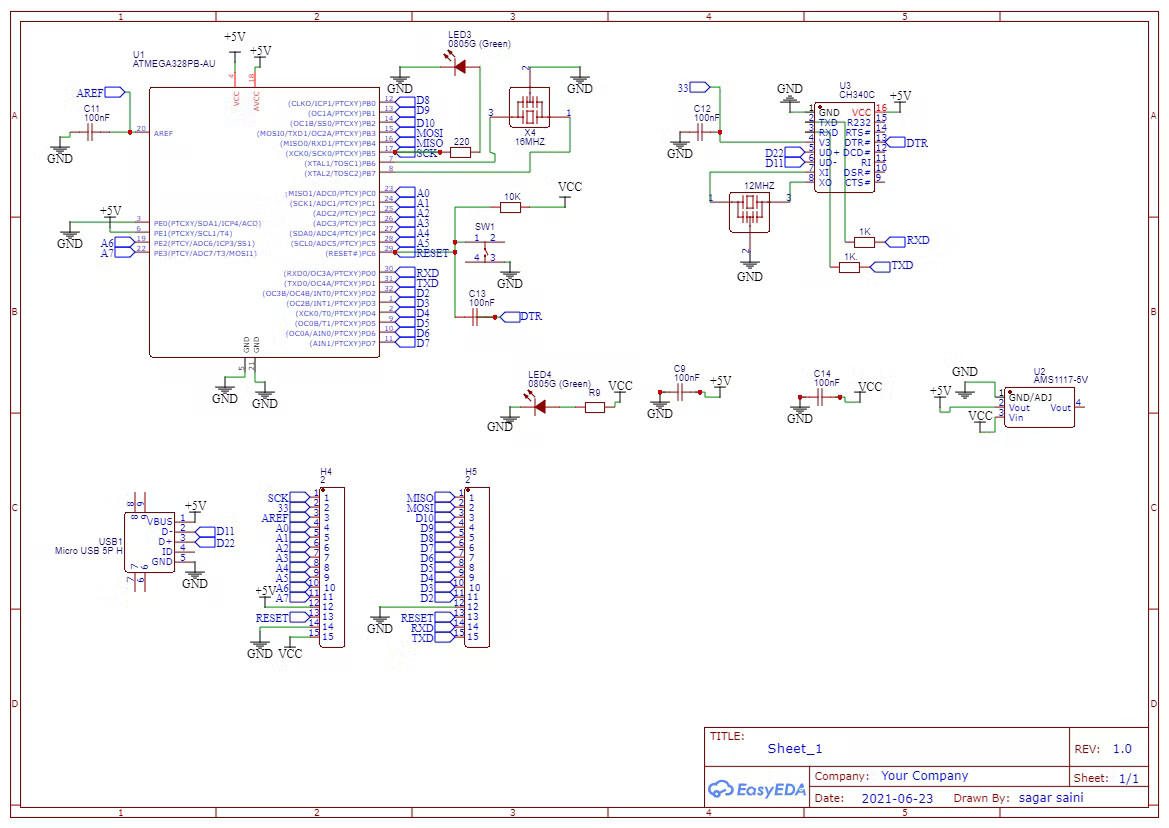 1 2 3 4 5
A
B
C
D
U1
ATMEGA328PB-AU
+5V
+5V
4 18
VCC AVCC
AREF
C11
100nF
GND
20 AREF
(CLKO/ICP1/PTCXY)PB0 12 D8
(OC1A/PTCXY)PB1 13 D9
(OC1B/SS0/PTCXY)PB2 14 D10
(MOSI0/TXD1/OC2A/PTCXY)PB3 15 MOSI
(MISO0/RXD1/PTCXY)PB4 16 MISO
(XCK0/SCK0/PTCXY)PB5 17 SCK
(XTAL1/TOSC1)PB6 7
(XTAL2/TOSC2)PB7 8
(MISO1/ADC0/PTCXY)PC0 23 A0
(SCK1/ADC1/PTCXY)PC1 24 A1
(ADC2/PTCXY)PC2 25 A2
(ADC3/PTCXY)PC3 26 A3
(SDA0/ADC4/PTCXY)PC4 27 A4
(SCL0/ADC5/PTCXY)PC5 28 A5
(RESET#)PC6 29 RESET
+5V
GND
3 PE0(PTCXY/SDA1/ICP4/ACO)
6 PE1(PTCXY/SCL1/T4)
A6 19 PE2(PTCY/ADC6/ICP3/SS1)
A7 22 PE3(PTCY/ADC7/T3/MOSI1)
(RXD0/OC3A/PTCXY)PD0 30 RXD
(TXD0/OC4A/PTCXY)PD1 31 TXD
(OC3B/OC4B/INT0/PTCXY)PD2 32 D2
(OC2B/INT1/PTCXY)PD3 1 D3
(XCK0/T0/PTCXY)PD4 2 D4
(OC0B/T1/PTCXY)PD5 9 D5
(OC0A/AIN0/PTCXY)PD6 10 D6
(AIN1/PTCXY)PD7 11 D7
GND GND
5 21
GND GND
LED3
0805G (Green)
GND
220
2
3 1
X4
16MHZ
GND
10K
VCC
SW1
1 2
4 3
GND
C13
100nF
DTR
33
C12
100nF
GND
GND
U3
CH340C
+5V
1 GND VCC 16
2 TXD R232 15
3 RXD RTS# 14
4 V3 DTR# 13 DTR
D22 5 UD+ DCD# 12
D11 6 UD- RI 11
7 XI DSR# 10
8 XO CTS# 9
12MHZ
1 3
2
GND
1K RXD
1K. TXD
LED4
0805G (Green)
R9
VCC
GND
C9
100nF
+5V
GND
C14
100nF
VCC
GND
GND
+5V
VCC
U2
AMS1117-5V
1 GND/ADJ
2 Vout Vout 4
3 Vin
USB1
Micro USB 5P H
8 9
8 9
VBUS 1 +5V
D- 2 D11
D+ 3 D22
ID 4
GND 5
GND
7 6
7 6
H4
2
SCK 1 1
33 2 2
AREF 3 3
A0 4 4
A1 5 5
A2 6 6
A3 7 7
A4 8 8
A5 9 9
A6 10 10
A7 11 11
+5V 12 12
RESET 13 13
GND 14 14
VCC 15 15
H5
2
MISO 1 1
MOSI 2 2
D10 3 3
D9 4 4
D8 5 5
D7 6 6
D6 7 7
D5 8 8
D4 9 9
D3 10 10
D2 11 11
GND 12 12
RESET 13 13
RXD 14 14
TXD 15 15
TITLE:
Sheet_1
REV: 1.0
EasyEDA
Company: Your Company
Sheet: 1/1
Date: 2021-06-23 Drawn By: sagar saini
A
B
C
D
1 2 3 4 5